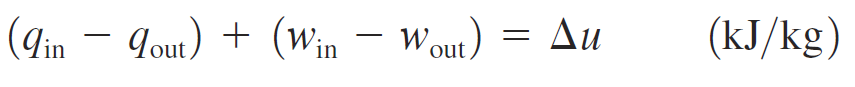 (q_in − q_out) + (w_in − w_out) = Δu (kJ/kg)